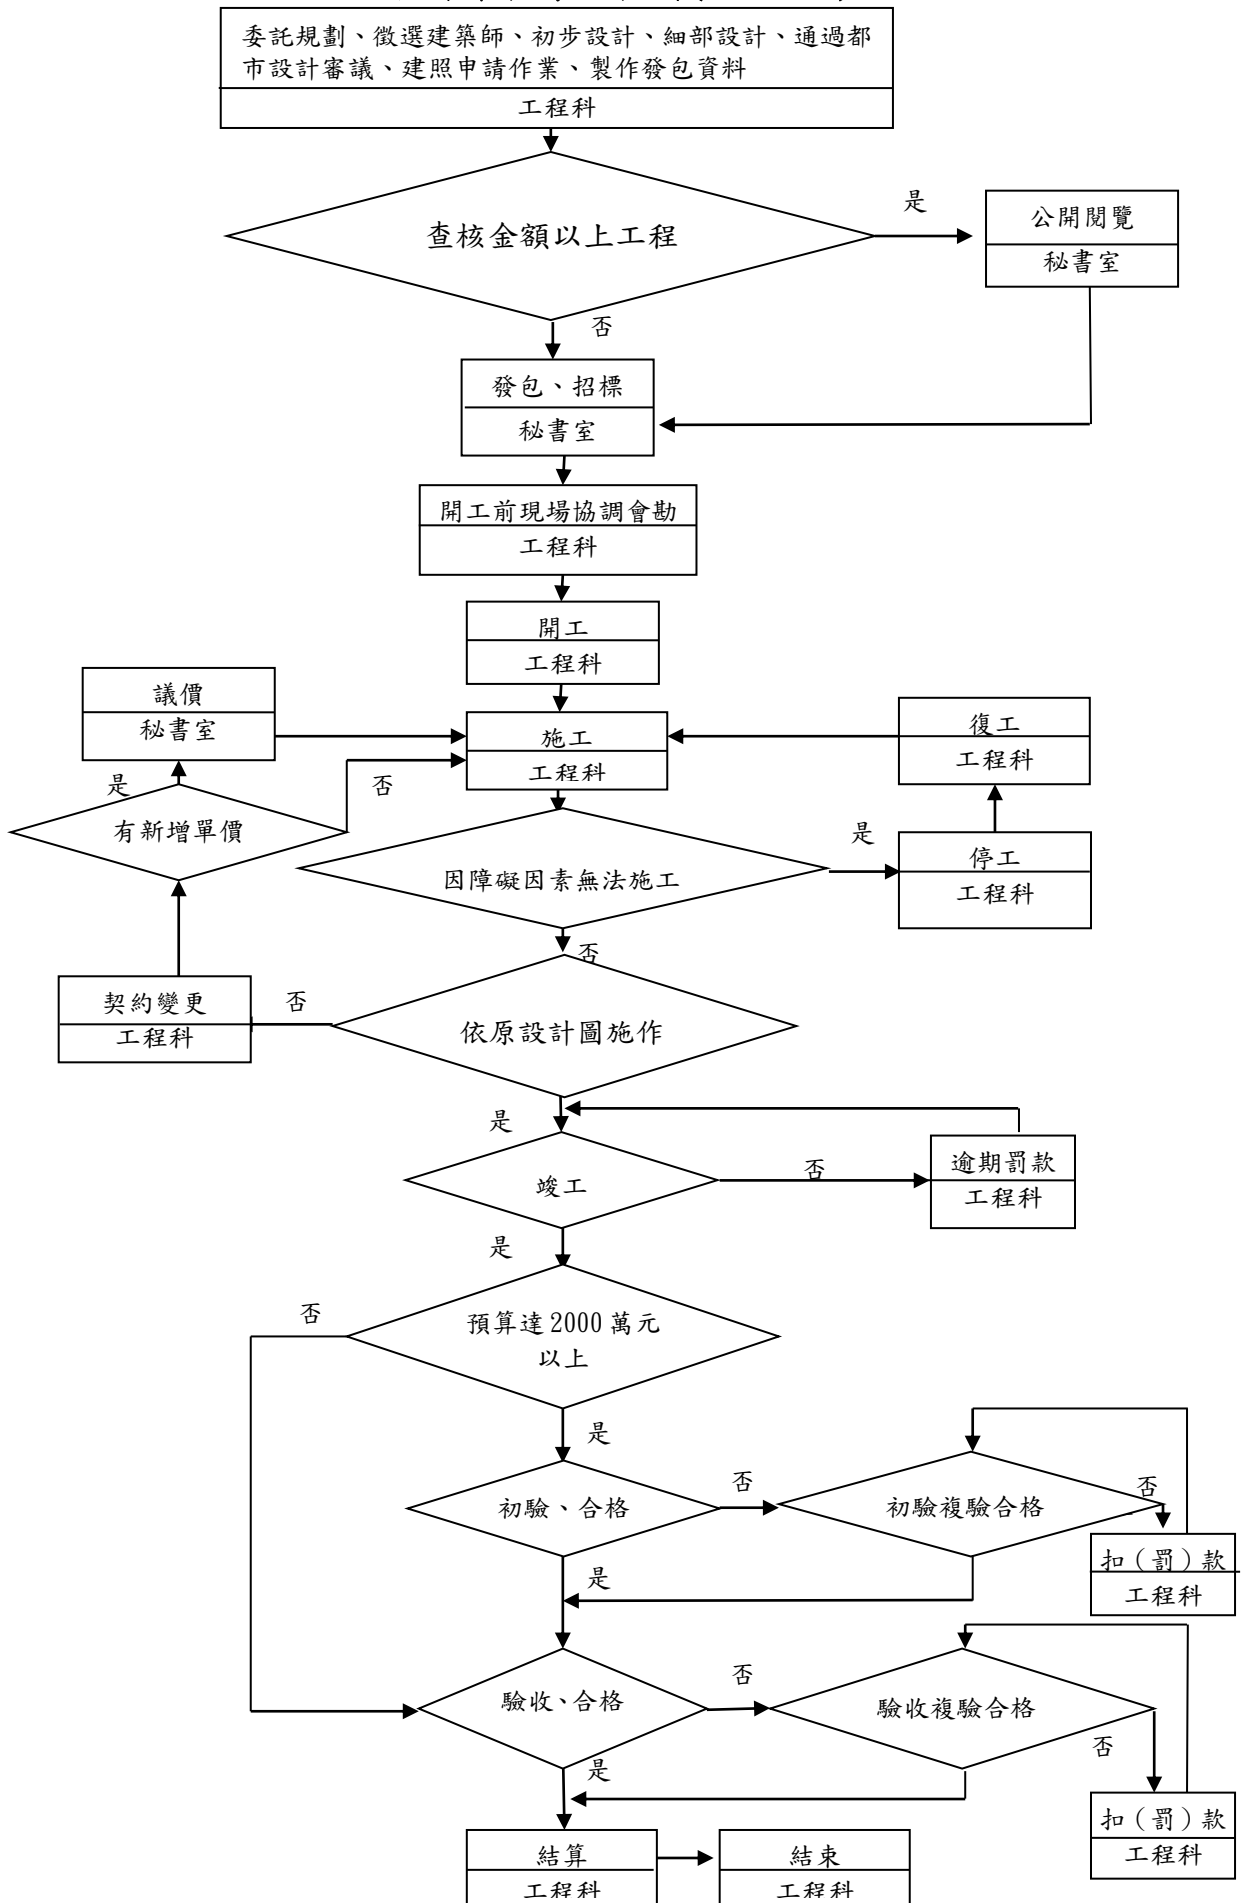 委託規劃、徵選建築師、初步設計、細部設計、通過都
市設計審議、建照申請作業、製作發包資料
工程科
查核金額以上工程
是
公開閱覽
秘書室
否
發包、招標
秘書室
開工前現場協調會勘
工程科
開工
工程科
議價
秘書室
施工
工程科
復工
工程科
是
否
有新增單價
因障礙因素無法施工
是
停工
工程科
否
契約變更
工程科
否
依原設計圖施作
是
竣工
否
逾期罰款
工程科
是
否
預算達 2000 萬元
以上
是
初驗、合格
否
初驗複驗合格
否
扣（罰）款
工程科
是
驗收、合格
否
驗收複驗合格
否
扣（罰）款
工程科
是
結算
工程科
結束
工程科